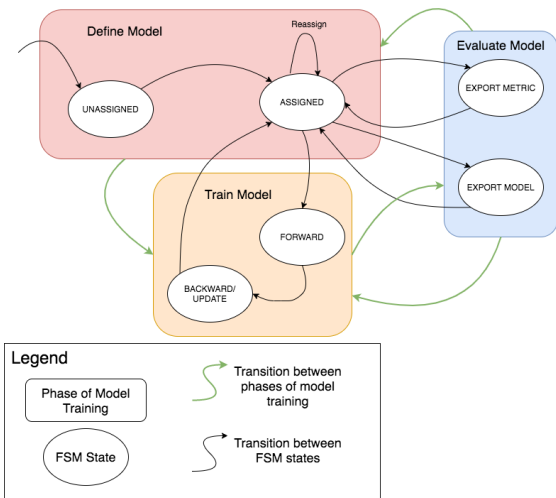 Define Model
Reassign
Evaluate Model
UNASSIGNED
ASSIGNED
EXPORT METRIC
Train Model
EXPORT MODEL
FORWARD
BACKWARD/
UPDATE
Legend
Phase of Model
Training
Transition between
phases of model
training
FSM State
Transition between
FSM states